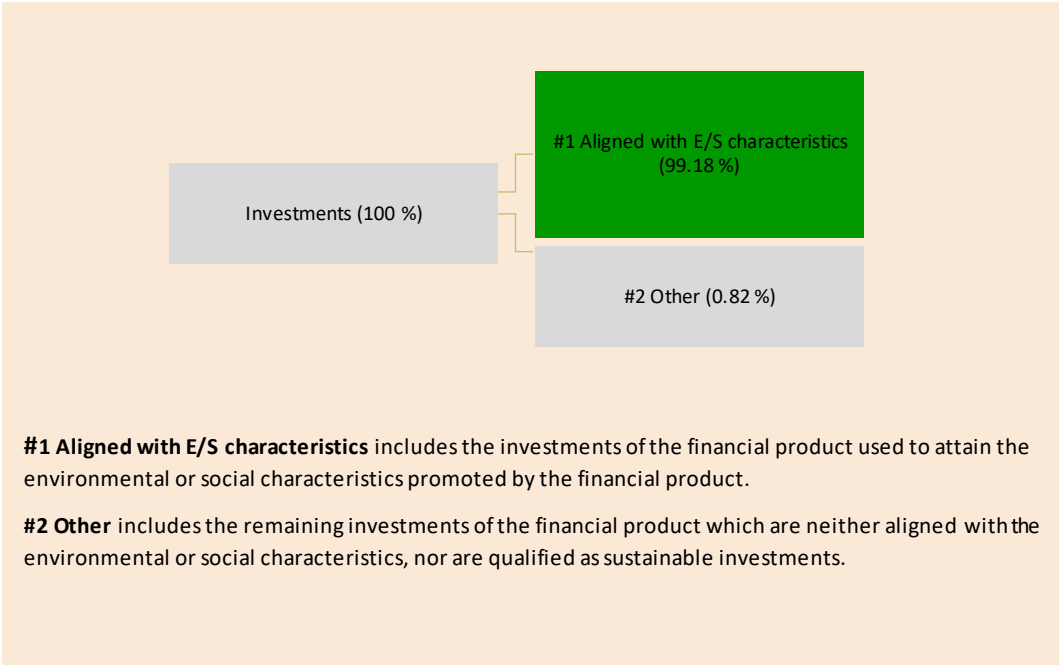 #1 Aligned with E/S characteristics
(99.18 %)
Investments (100 %)
#2 Other (0.82 %)
#1 Aligned with E/S characteristics includes the investments of the financial product used to attain the
environmental or social characteristics promoted by the financial product.
#2 Other includes the remaining investments of the financial product which are neither aligned with the
environmental or social characteristics, nor are qualified as sustainable investments.